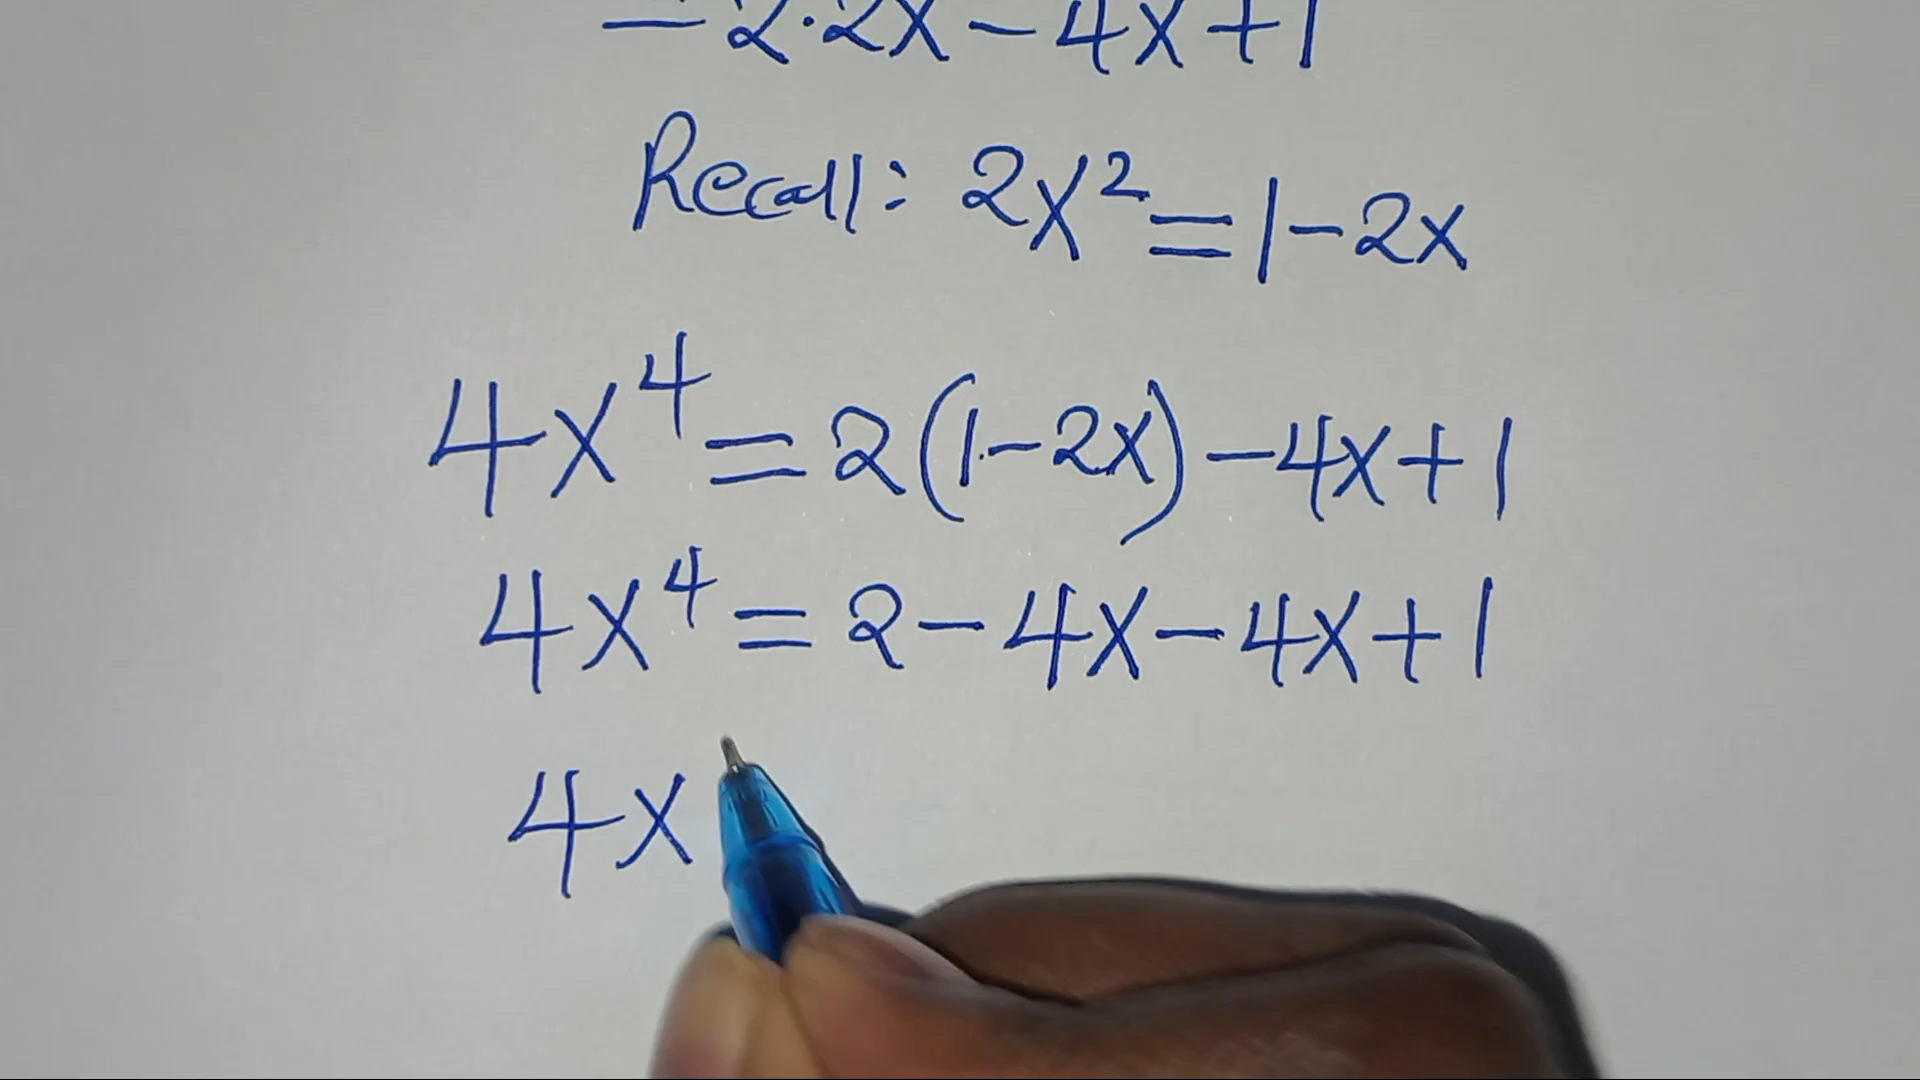 = 2·2x - 4x + 1
Recall: 2x² = 1 - 2x
4x⁴ = 2(1 - 2x) - 4x + 1
4x⁴ = 2 - 4x - 4x + 1
4x